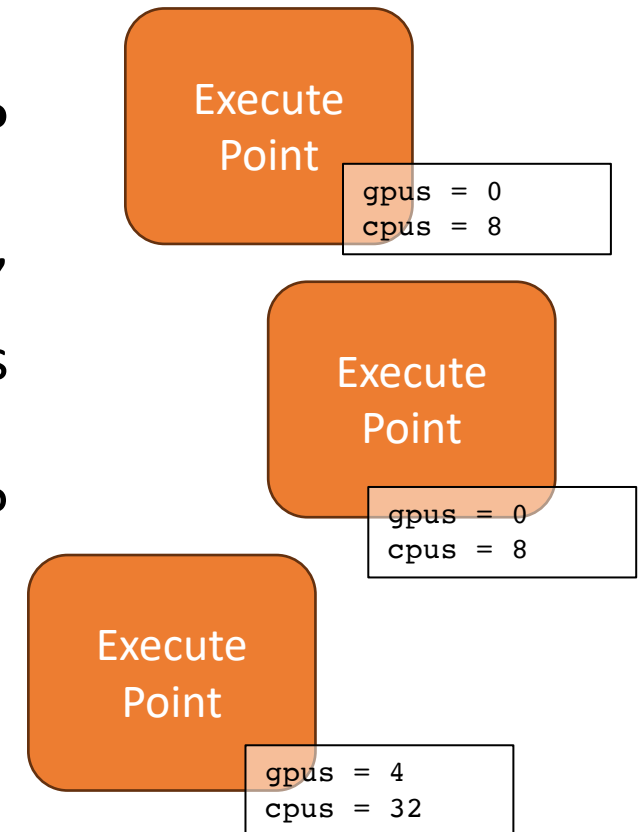 Execute
Point
gpus = 0
cpus = 8
Execute
Point
gpus = 0
cpus = 8
Execute
Point
gpus = 4
cpus = 32